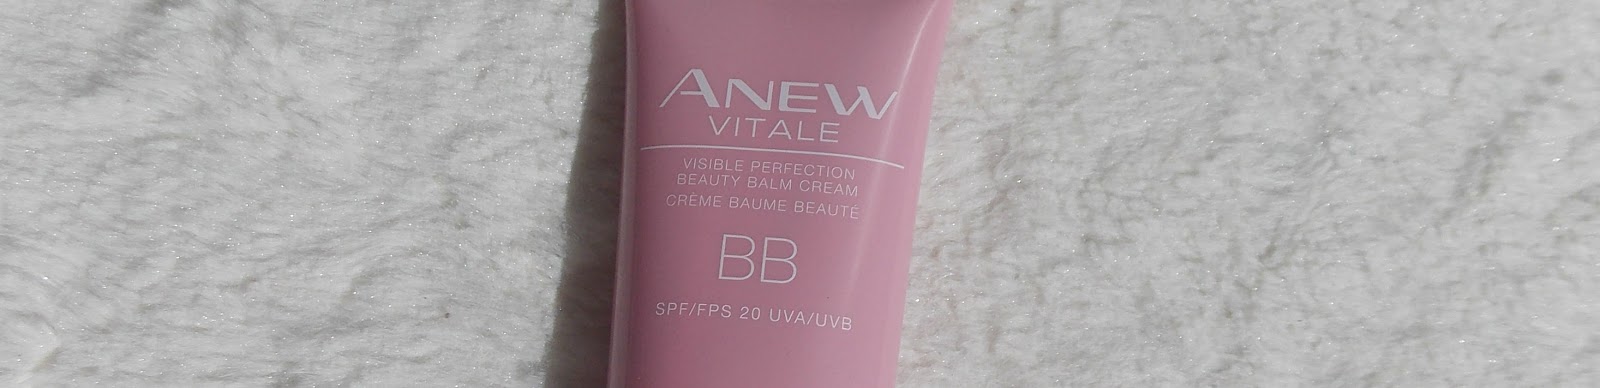 ANEW
VITALE
VISIBLE PERFECTION
BEAUTY BALM CREAM
CRÈME BAUME BEAUTÉ
BB
SPF/FPS 20 UVA/UVB